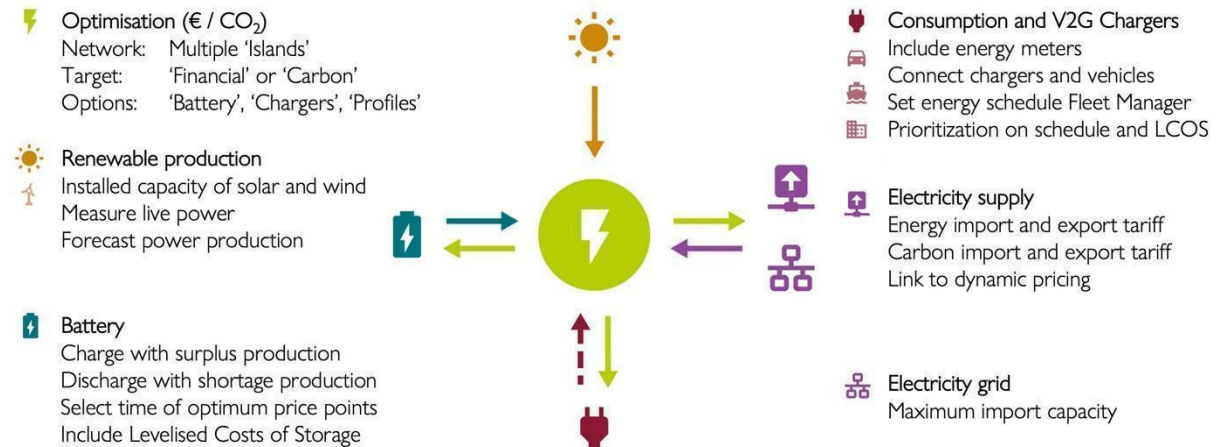 Optimisation (€ / CO₂)
Network: Multiple ‘Islands’
Target: ‘Financial’ or ‘Carbon’
Options: ‘Battery’, ‘Chargers’, ‘Profiles’
Renewable production
Installed capacity of solar and wind
Measure live power
Forecast power production
Battery
Charge with surplus production
Discharge with shortage production
Select time of optimum price points
Include Levelised Costs of Storage
Consumption and V2G Chargers
Include energy meters
Connect chargers and vehicles
Set energy schedule Fleet Manager
Prioritization on schedule and LCOS
Electricity supply
Energy import and export tariff
Carbon import and export tariff
Link to dynamic pricing
Electricity grid
Maximum import capacity